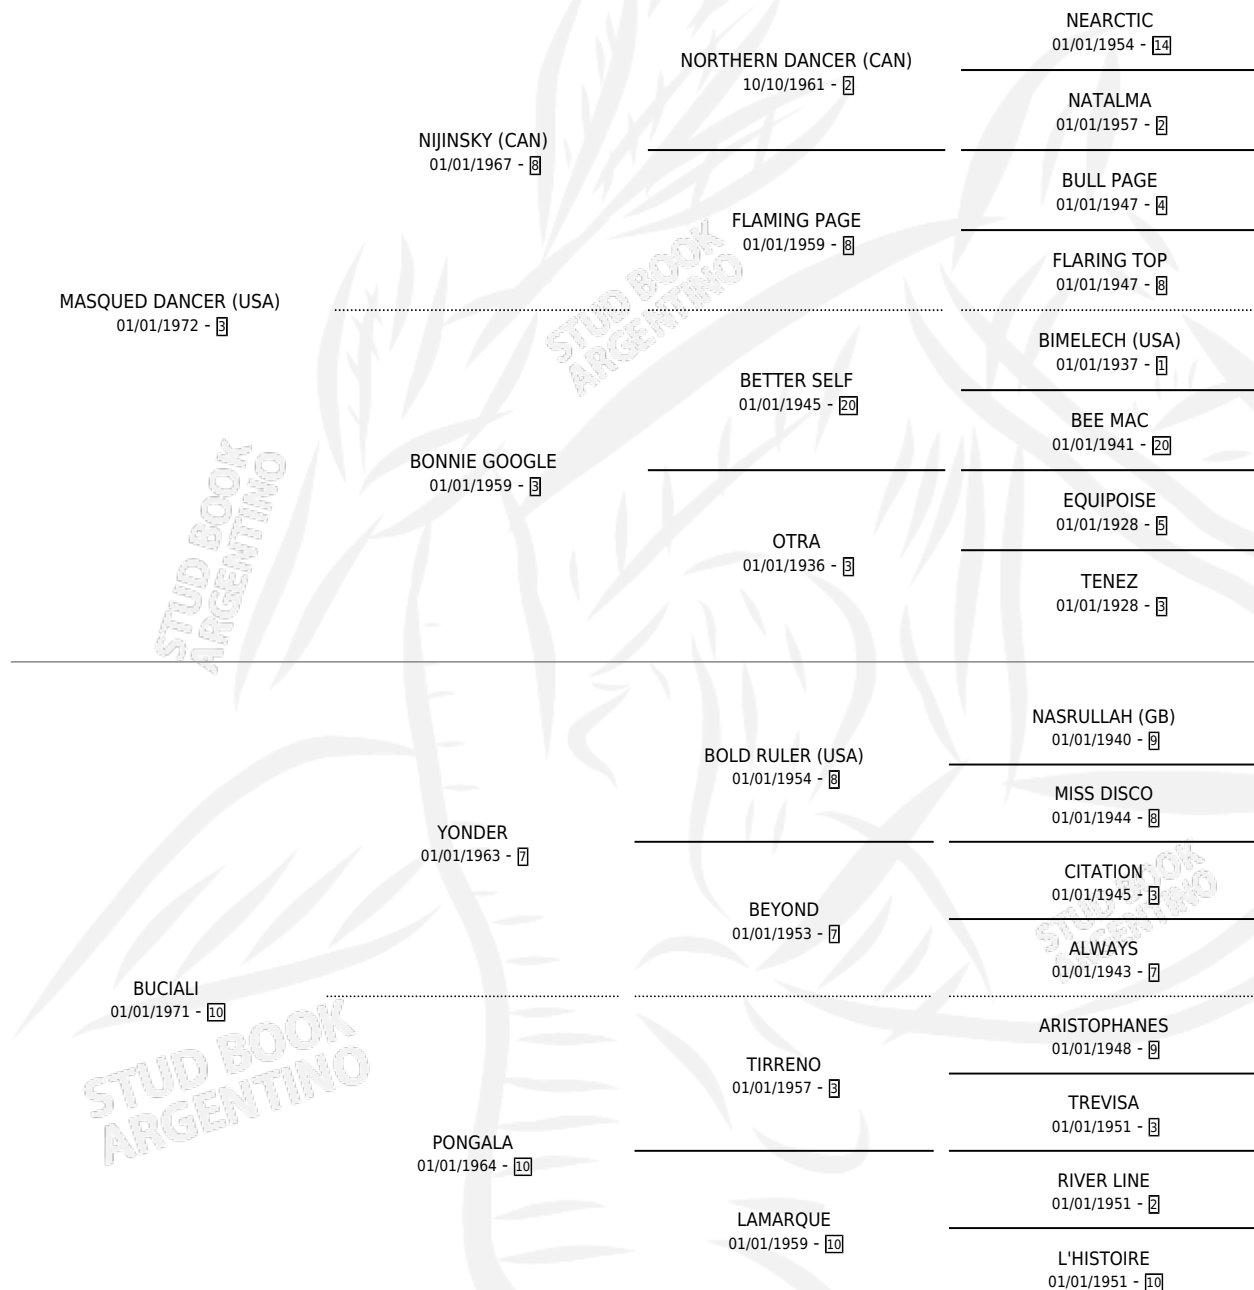 NEARCTIC
01/01/1954 - 14
NORTHERN DANCER (CAN)
10/10/1961 - 2
NATALMA
01/01/1957 - 2
NIJINSKY (CAN)
01/01/1967 - 8
BULL PAGE
01/01/1947 - 4
FLAMING PAGE
01/01/1959 - 8
FLARING TOP
01/01/1947 - 8
MASQUED DANCER (USA)
01/01/1972 - 3
STUD BOOK
ARGENTINO
BIMELECH (USA)
01/01/1937 - 1
BETTER SELF
01/01/1945 - 20
BEE MAC
01/01/1941 - 20
BONNIE GOOGLE
01/01/1959 - 3
EQUIPOISE
01/01/1928 - 5
OTRA
01/01/1936 - 3
TENEZ
01/01/1928 - 3
STUD BOOK
ARGENTINO
NASRULLAH (GB)
01/01/1940 - 9
BOLD RULER (USA)
01/01/1954 - 8
MISS DISCO
01/01/1944 - 8
YONDER
01/01/1963 - 7
CITATION
01/01/1945 - 3
BEYOND
01/01/1953 - 7
STUD BOOK
ARGENTINO
ALWAYS
01/01/1943 - 7
BUCIALI
01/01/1971 - 10
ARISTOPHANES
01/01/1948 - 9
TIRRENO
01/01/1957 - 3
STUD BOOK
ARGENTINO
TREVISA
01/01/1951 - 3
PONGALA
01/01/1964 - 10
RIVER LINE
01/01/1951 - 2
LAMARQUE
01/01/1959 - 10
L'HISTOIRE
01/01/1951 - 10